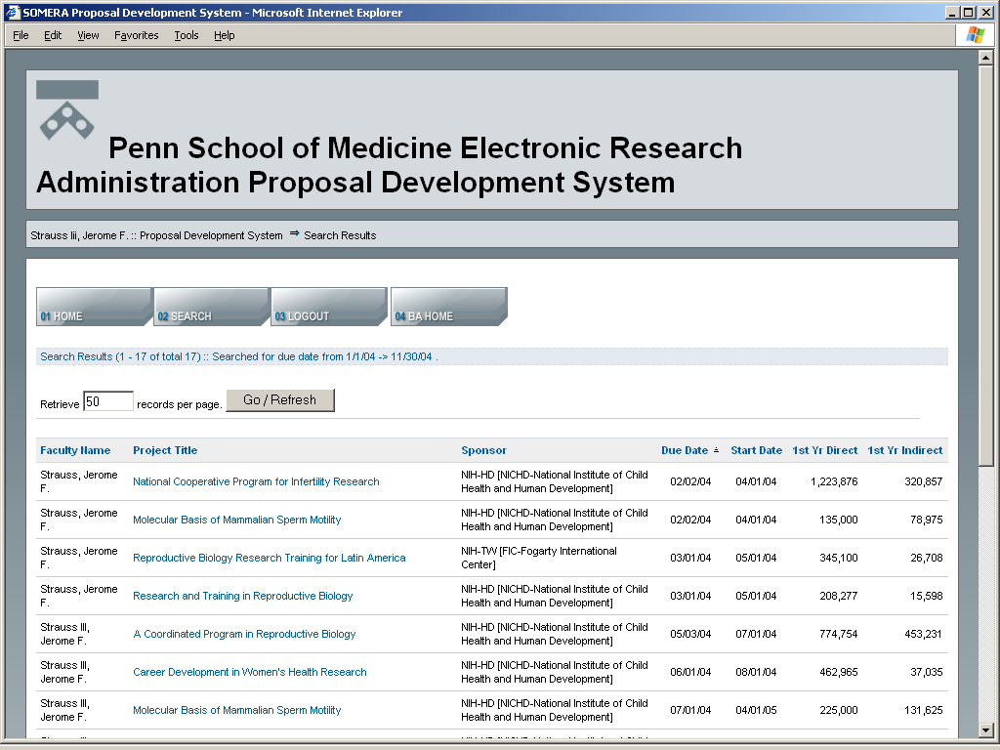 SOMERA Proposal Development System - Microsoft Internet Explorer
File Edit View Favorites Tools Help
Penn School of Medicine Electronic Research
Administration Proposal Development System
Strauss Iii, Jerome F. :: Proposal Development System ⇒ Search Results
01 HOME 02 SEARCH 03 LOGOUT 04 BA HOME
Search Results (1 - 17 of total 17) :: Searched for due date from 1/1/04 -> 11/30/04 .
Retrieve 50 records per page. Go / Refresh
Faculty Name Project Title Sponsor Due Date Start Date 1st Yr Direct 1st Yr Indirect
Strauss, Jerome NIH-HD [NICHD-National Institute of Child
National Cooperative Program for Infertility Research 02/02/04 04/01/04 1,223,876 320,857
F. Health and Human Development]
Strauss, Jerome NIH-HD [NICHD-National Institute of Child
Molecular Basis of Mammalian Sperm Motility 02/02/04 04/01/04 135,000 78,975
F. Health and Human Development]
Strauss, Jerome NIH-TW [FIC-Fogarty International
Reproductive Biology Research Training for Latin America 03/01/04 05/01/04 345,100 26,708
F. Center]
Strauss, Jerome NIH-HD [NICHD-National Institute of Child
Research and Training in Reproductive Biology 03/01/04 05/01/04 208,277 15,598
F. Health and Human Development]
Strauss III, NIH-HD [NICHD-National Institute of Child
A Coordinated Program in Reproductive Biology 05/03/04 07/01/04 774,754 453,231
Jerome F. Health and Human Development]
Strauss III, NIH-HD [NICHD-National Institute of Child
Career Development in Women's Health Research 06/01/04 08/01/04 462,965 37,035
Jerome F. Health and Human Development]
Strauss III, NIH-HD [NICHD-National Institute of Child
Molecular Basis of Mammalian Sperm Motility 07/01/04 04/01/05 225,000 131,625
Jerome F. Health and Human Development]